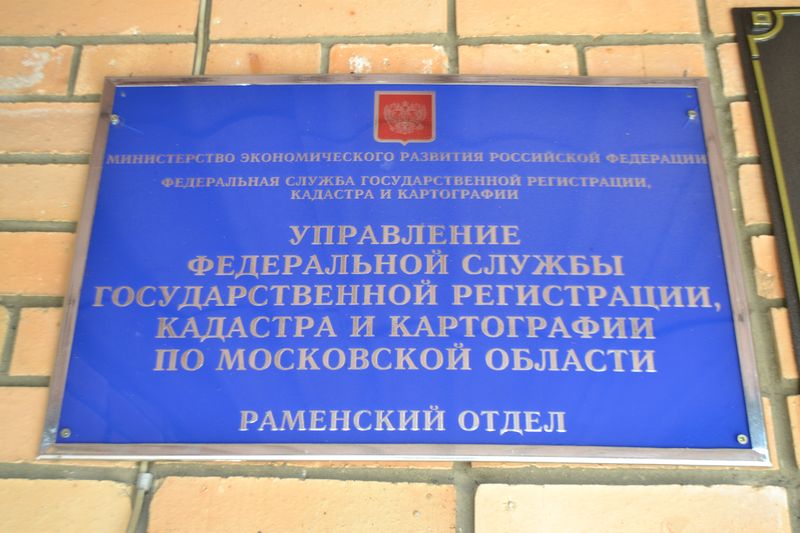 МИНИСТЕРСТВО ЭКОНОМИЧЕСКОГО РАЗВИТИЯ РОССИЙСКОЙ ФЕДЕРАЦИИ
ФЕДЕРАЛЬНАЯ СЛУЖБА ГОСУДАРСТВЕННОЙ РЕГИСТРАЦИИ,
КАДАСТРА И КАРТОГРАФИИ
УПРАВЛЕНИЕ
ФЕДЕРАЛЬНОЙ СЛУЖБЫ
ГОСУДАРСТВЕННОЙ РЕГИСТРАЦИИ,
КАДАСТРА И КАРТОГРАФИИ
ПО МОСКОВСКОЙ ОБЛАСТИ
РАМЕНСКИЙ ОТДЕЛ